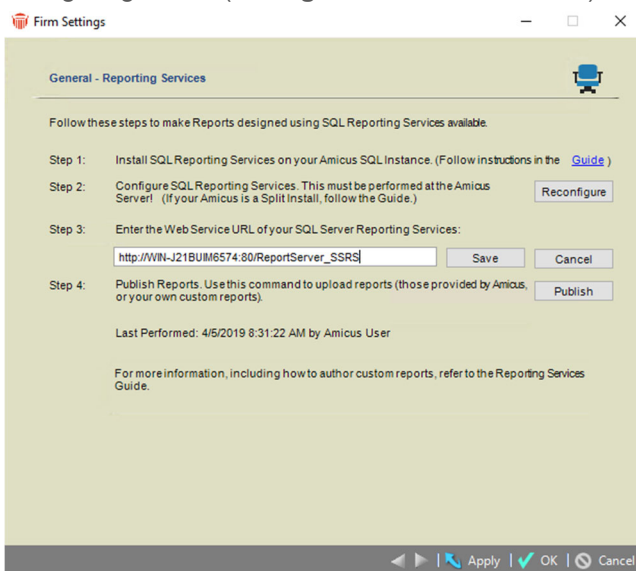 Firm Settings
General - Reporting Services
Follow these steps to make Reports designed using SQL Reporting Services available.
Step 1: Install SQL Reporting Services on your Amicus SQL Instance. (Follow instructions in the Guide )
Step 2: Configure SQL Reporting Services. This must be performed at the Amicus
Server! (If your Amicus is a Split Install, follow the Guide.)
Reconfigure
Step 3: Enter the Web Service URL of your SQL Server Reporting Services:
http://WIN-J21BUIM6574:80/ReportServer_SSRS
Save Cancel
Step 4: Publish Reports. Use this command to upload reports (those provided by Amicus,
or your own custom reports).
Publish
Last Performed: 4/5/2019 8:31:22 AM by Amicus User
For more information, including how to author custom reports, refer to the Reporting Services
Guide.
Apply | OK | Cancel